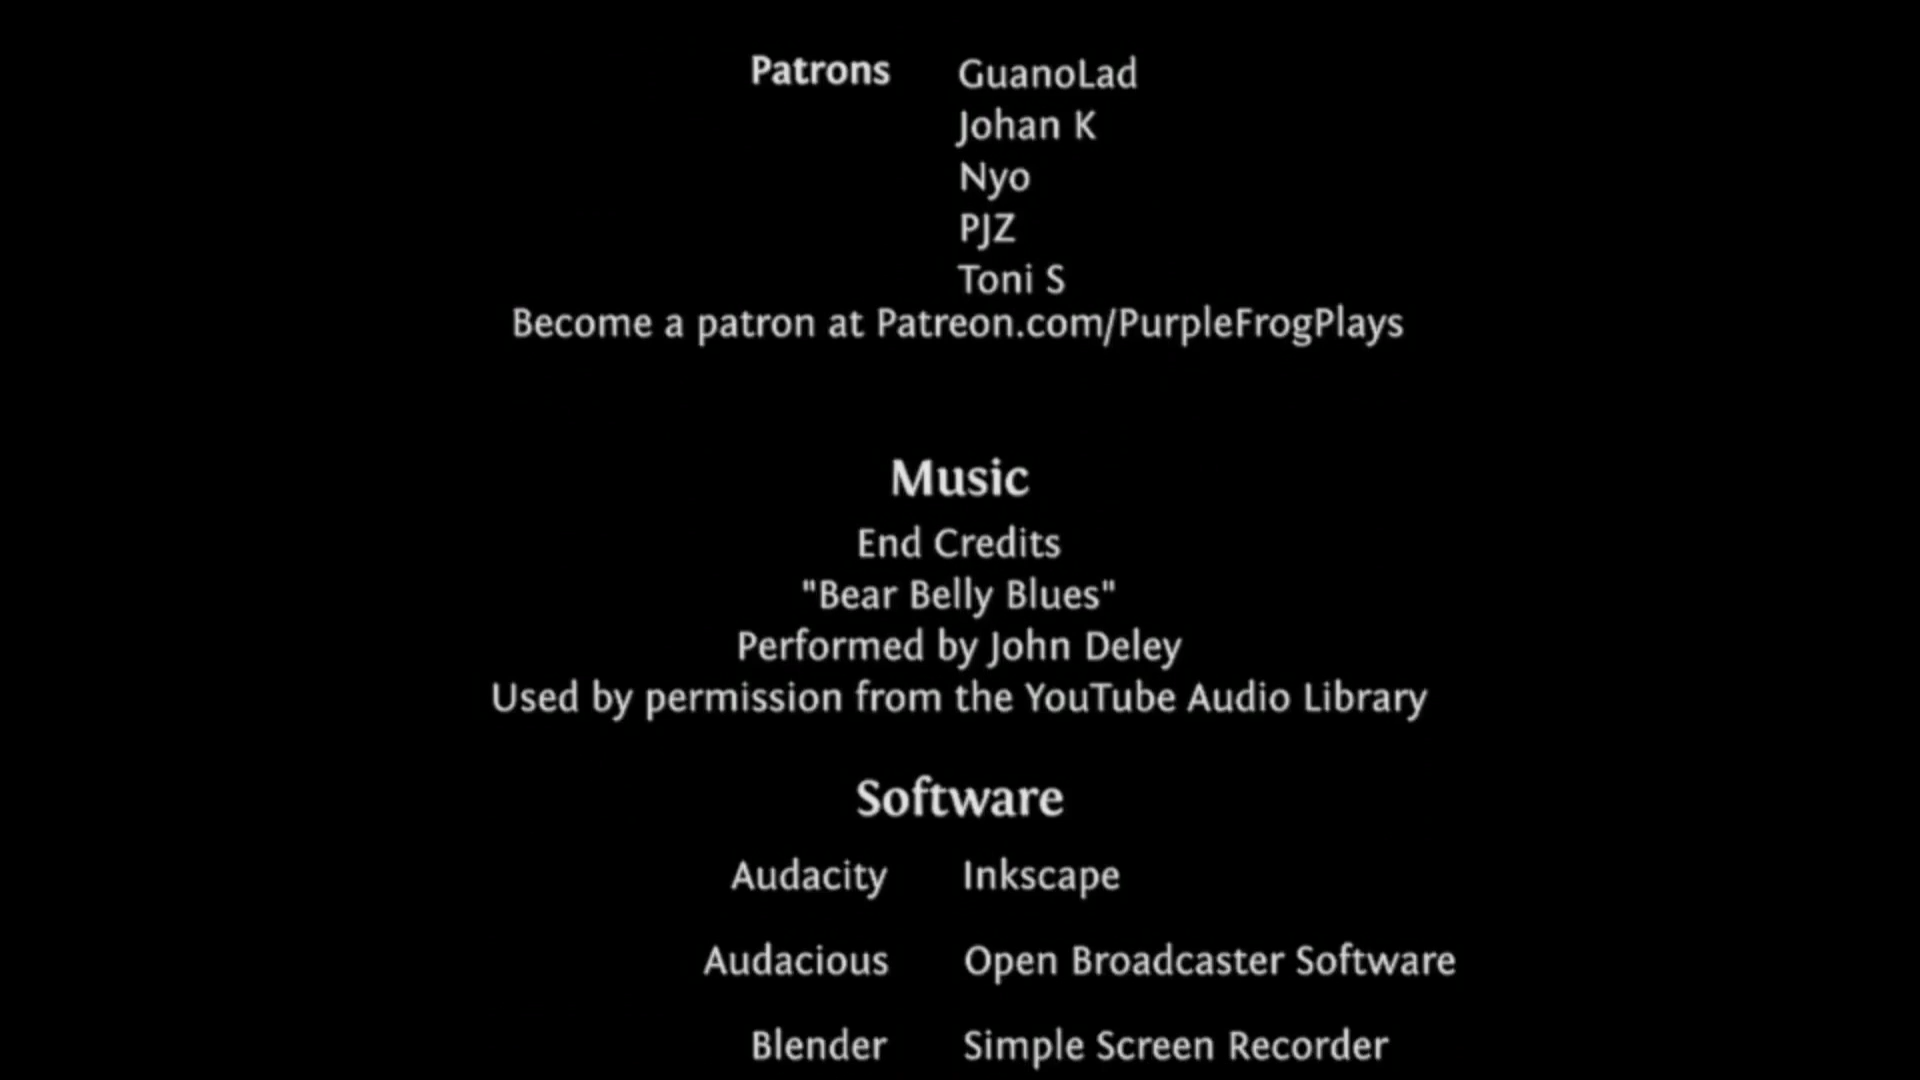 Patrons GuanoLad
Johan K
Nyo
PJZ
Toni S
Become a patron at Patreon.com/PurpleFrogPlays
Music
End Credits
"Bear Belly Blues"
Performed by John Deley
Used by permission from the YouTube Audio Library
Software
Audacity Inkscape
Audacious Open Broadcaster Software
Blender Simple Screen Recorder